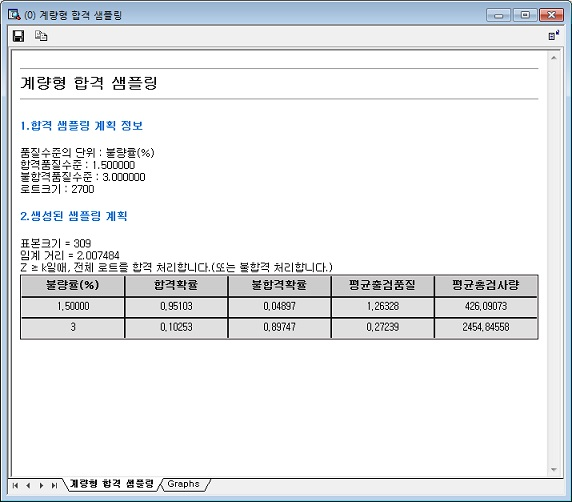 (0) 계량형 합격 샘플링
계량형 합격 샘플링
1.합격 샘플링 계획 정보
품질수준의 단위 : 불량률(%)
합격품질수준 : 1.500000
불합격품질수준 : 3.000000
로트크기 : 2700
2.생성된 샘플링 계획
표본크기 = 309
임계 거리 = 2.007484
Z ≥ k일때, 전체 로트를 합격 처리합니다.(또는 불합격 처리합니다.)
불량률(%) 합격확률 불합격확률 평균출검품질 평균총검사량
1.50000 0.95103 0.04897 1.26328 426.09073
3 0.10253 0.89747 0.27239 2454.84558
계량형 합격 샘플링 Graphs